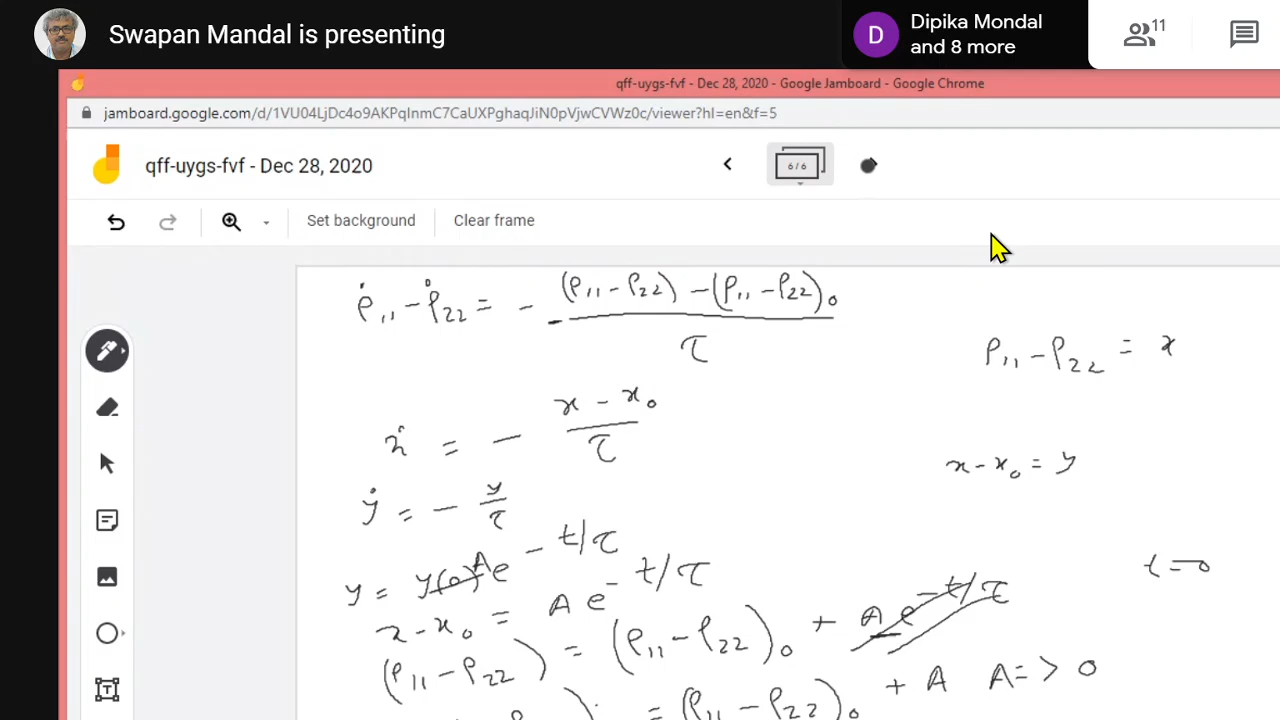 Swapan Mandal is presenting
D
Dipika Mondal
and 8 more
11
qff-uygs-fvf - Dec 28, 2020 - Google Jamboard - Google Chrome
jamboard.google.com/d/1VU04LjDc4o9AKPqInmC7CaUXPghaqJiN0pVjwCVWz0c/viewer?hl=en&f=5
qff-uygs-fvf - Dec 28, 2020
6 / 6
Set background
Clear frame
ρ̇₁₁ - ρ̇₂₂ = - ((ρ₁₁ - ρ₂₂) - (ρ₁₁ - ρ₂₂)₀) / τ
ρ₁₁ - ρ₂₂ = x
ẋ = - (x - x₀) / τ
x - x₀ = y
ẏ = - y / τ
y = y(0) A e - t/τ
t = 0
x - x₀ = A e - t/τ
(ρ₁₁ - ρ₂₂) = (ρ₁₁ - ρ₂₂)₀ + A e - t/τ
= (ρ₁₁ - ρ₂₂)₀ + A A => 0